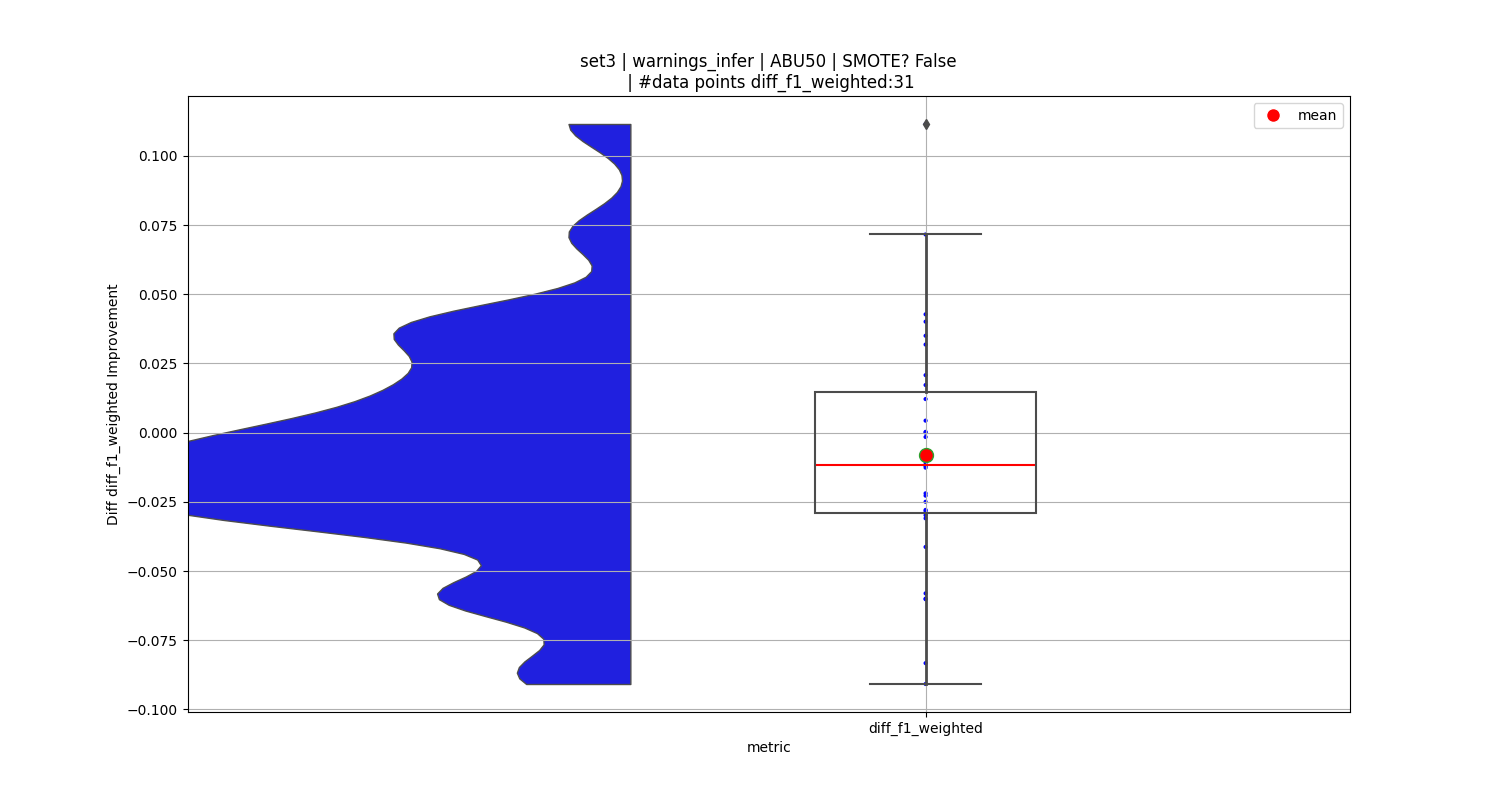 set3 | warnings_infer | ABU50 | SMOTE? False
| #data points diff_f1_weighted:31
mean
0.100
0.075
0.050
0.025
0.000
−0.025
−0.050
−0.075
−0.100
Diff diff_f1_weighted Improvement
diff_f1_weighted
metric